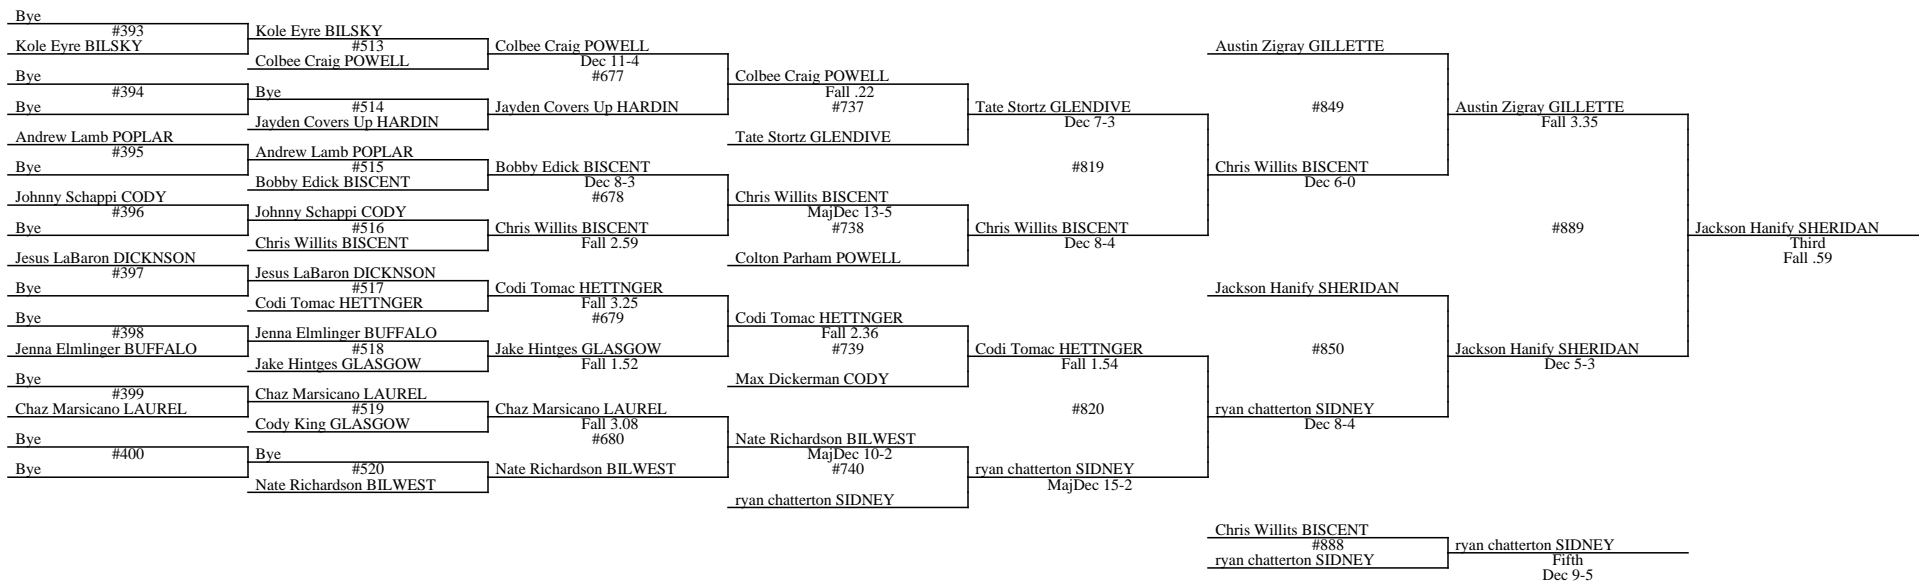 Bye
#393
Kole Eyre BILSKY
Bye
#394
Bye
Andrew Lamb POPLAR
#395
Bye
Johnny Schappi CODY
#396
Bye
Jesus LaBaron DICKNSON
#397
Bye
Bye
#398
Jenna Elmlinger BUFFALO
Bye
#399
Chaz Marsicano LAUREL
Bye
#400
Bye
Kole Eyre BILSKY
#513
Colbee Craig POWELL
Bye
#514
Jayden Covers Up HARDIN
Andrew Lamb POPLAR
#515
Bobby Edick BISCENT
Johnny Schappi CODY
#516
Chris Willits BISCENT
Jesus LaBaron DICKNSON
#517
Codi Tomac HETTNGER
Jenna Elmlinger BUFFALO
#518
Jake Hintges GLASGOW
Chaz Marsicano LAUREL
#519
Cody King GLASGOW
Bye
#520
Nate Richardson BILWEST
Colbee Craig POWELL
Dec 11-4
#677
Jayden Covers Up HARDIN
Bobby Edick BISCENT
Dec 8-3
#678
Chris Willits BISCENT
Fall 2.59
Codi Tomac HETTNGER
Fall 3.25
#679
Jake Hintges GLASGOW
Fall 1.52
Chaz Marsicano LAUREL
Fall 3.08
#680
Nate Richardson BILWEST
Colbee Craig POWELL
Fall .22
#737
Tate Stortz GLENDIVE
Chris Willits BISCENT
MajDec 13-5
#738
Colton Parham POWELL
Codi Tomac HETTNGER
Fall 2.36
#739
Max Dickerman CODY
Nate Richardson BILWEST
MajDec 10-2
#740
ryan chatterton SIDNEY
Tate Stortz GLENDIVE
Dec 7-3
#819
Chris Willits BISCENT
Dec 8-4
Codi Tomac HETTNGER
Fall 1.54
#820
ryan chatterton SIDNEY
MajDec 15-2
Austin Zigray GILLETTE
#849
Chris Willits BISCENT
Dec 6-0
Jackson Hanify SHERIDAN
#850
ryan chatterton SIDNEY
Dec 8-4
Austin Zigray GILLETTE
Fall 3.35
#889
Jackson Hanify SHERIDAN
Dec 5-3
Jackson Hanify SHERIDAN
Third
Fall .59
Chris Willits BISCENT
#888
ryan chatterton SIDNEY
ryan chatterton SIDNEY
Fifth
Dec 9-5